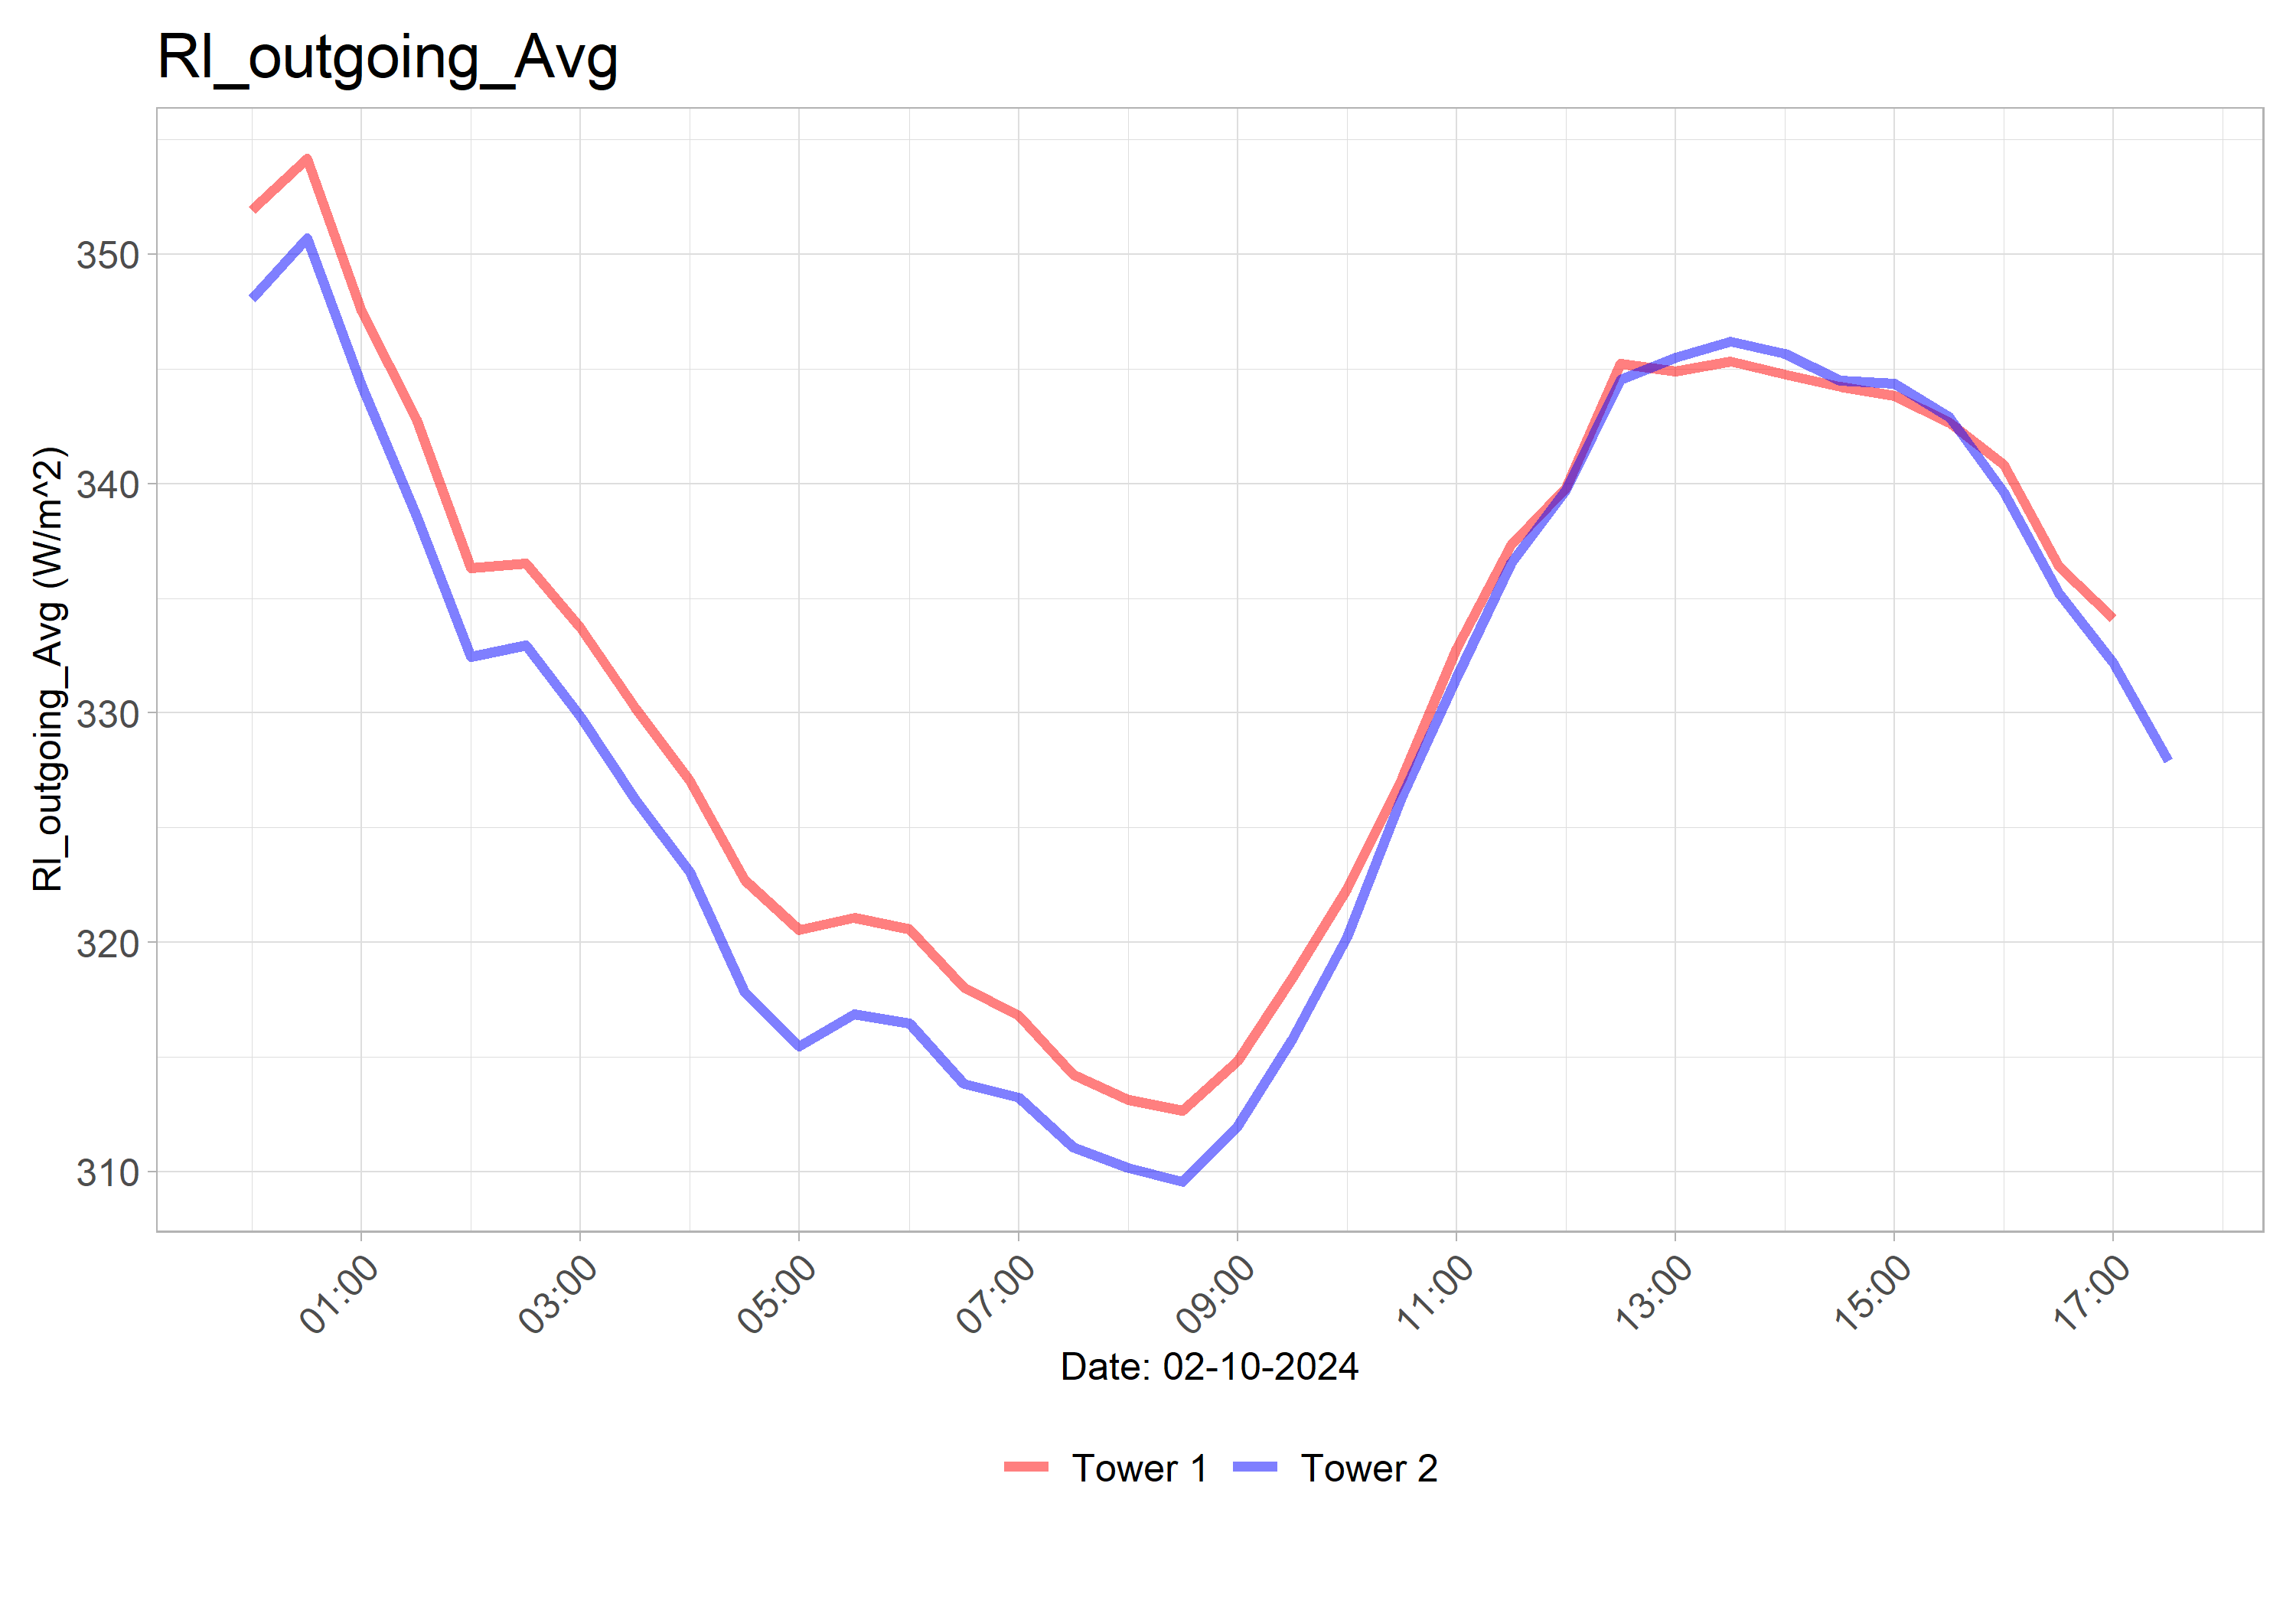 Rl_outgoing_Avg
Rl_outgoing_Avg (W/m^2)
350
340
330
320
310
01:00 03:00 05:00 07:00 09:00 11:00 13:00 15:00 17:00
Date: 02-10-2024
Tower 1 Tower 2